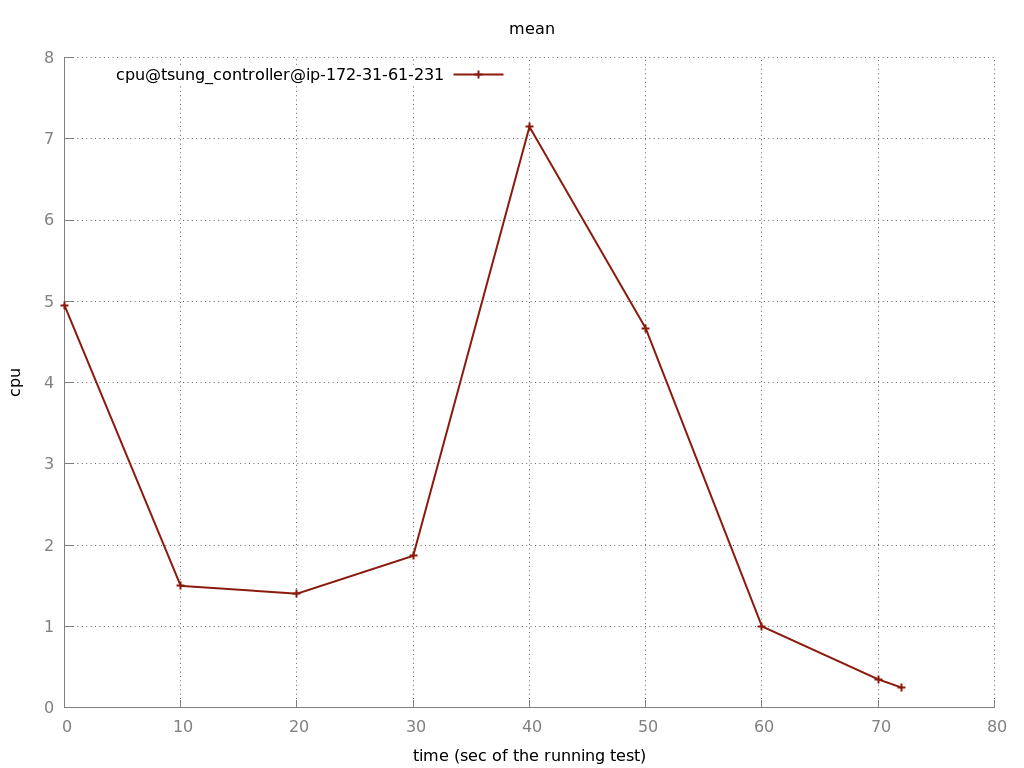 mean
8
cpu@tsung_controller@ip-172-31-61-231
7
6
5
4
cpu
3
2
1
0
0 10 20 30 40 50 60 70 80
time (sec of the running test)